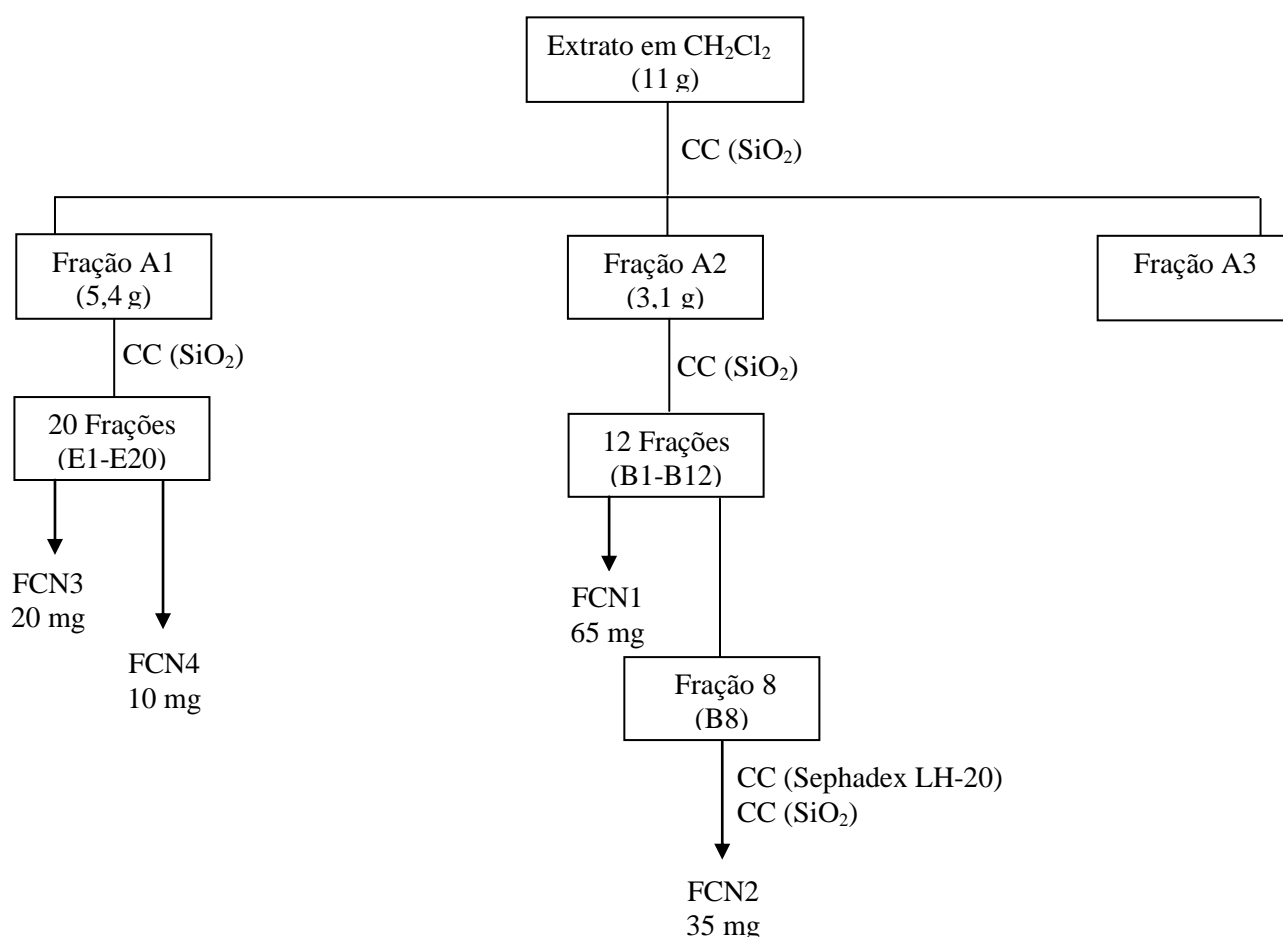 Extrato em CH₂Cl₂
(11 g)
CC (SiO₂)
Fração A1
(5,4 g)
Fração A2
(3,1 g)
Fração A3
CC (SiO₂)
CC (SiO₂)
20 Frações
(E1-E20)
12 Frações
(B1-B12)
FCN3
20 mg
FCN4
10 mg
FCN1
65 mg
Fração 8
(B8)
CC (Sephadex LH-20)
CC (SiO₂)
FCN2
35 mg